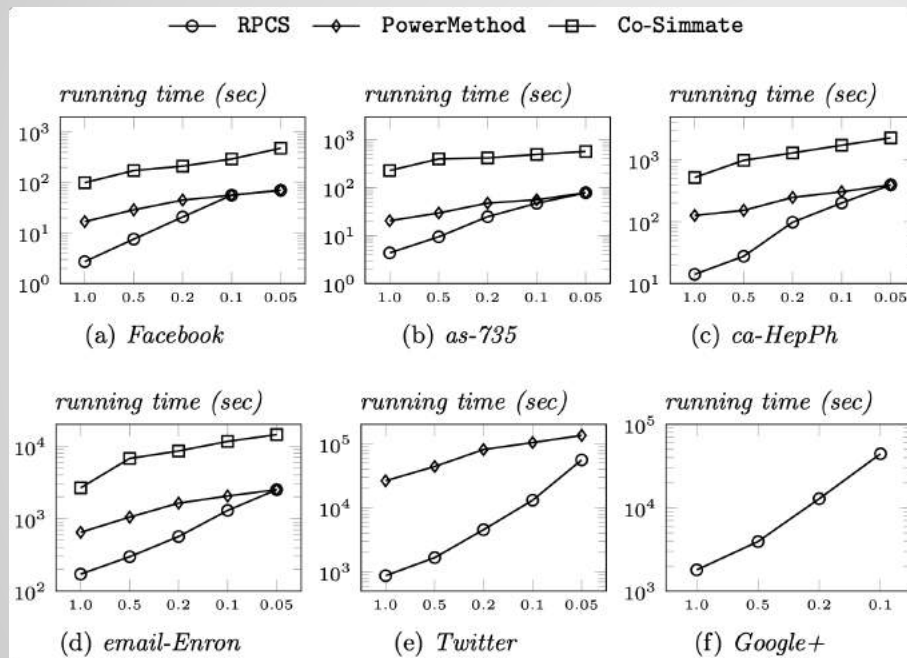 RPCS PowerMethod Co-Simmate
running time (sec) running time (sec) running time (sec)
10^3 10^3
10^3
10^2 10^2
10^2
10^1 10^1
10^0 10^0 10^1
1.0 0.5 0.2 0.1 0.05 1.0 0.5 0.2 0.1 0.05 1.0 0.5 0.2 0.1 0.05
(a) Facebook (b) as-735 (c) ca-HepPh
running time (sec) running time (sec) running time (sec)
10^4 10^5 10^5
10^4 10^4
10^3
10^3
10^2 10^3
1.0 0.5 0.2 0.1 0.05 1.0 0.5 0.2 0.1 0.05 1.0 0.5 0.2 0.1
(d) email-Enron (e) Twitter (f) Google+